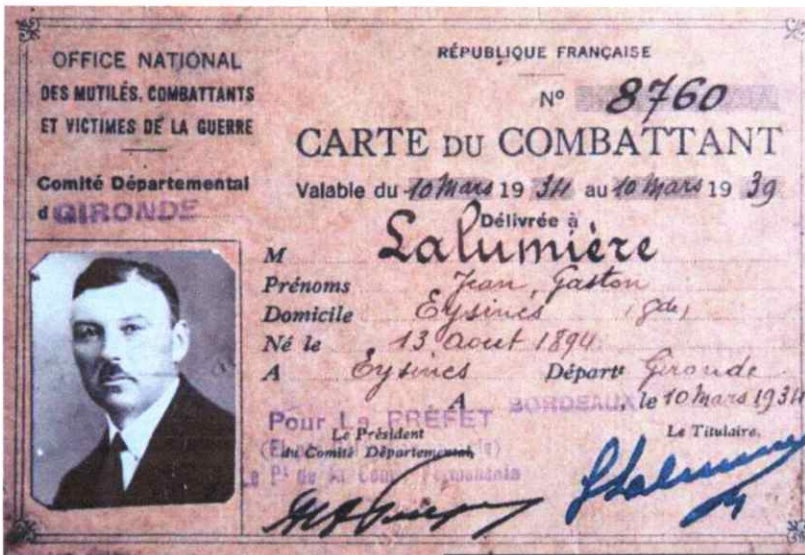 OFFICE NATIONAL
DES MUTILÉS, COMBATTANTS
ET VICTIMES DE LA GUERRE
Comité Départemental
d GIRONDE
RÉPUBLIQUE FRANÇAISE
Nº 8760
CARTE DU COMBATTANT
Valable du 10 Mars 1934 au 10 Mars 1939
Délivrée à
M Lalumière
Prénoms Jean, Gaston
Domicile Eysines (gde)
Né le 13 Aout 1894
A Eysines Départt Gironde
A BORDEAUX, le 10 Mars 1934
Pour Le PREFET
Le Président
du Comité Départemental,
Le Titulaire,